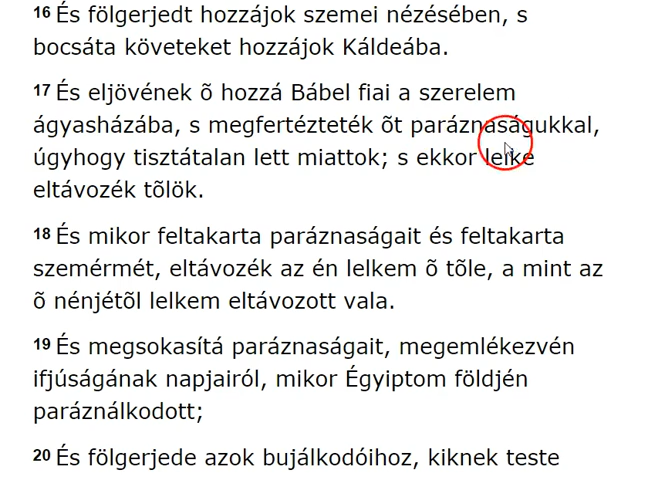 16 És fölgerjedt hozzájok szemei nézésében, s
bocsáta követeket hozzájok Káldeába.
17 És eljövének õ hozzá Bábel fiai a szerelem
ágyasházába, s megfertézteték õt paráznaságukkal,
úgyhogy tisztátalan lett miattok; s ekkor lelke
eltávozék tõlök.
18 És mikor feltakarta paráznaságait és feltakarta
szemérmét, eltávozék az én lelkem õ tõle, a mint az
õ nénjétõl lelkem eltávozott vala.
19 És megsokasítá paráznaságait, megemlékezvén
ifjúságának napjairól, mikor Égyiptom földjén
paráználkodott;
20 És fölgerjede azok bujálkodóihoz, kiknek teste